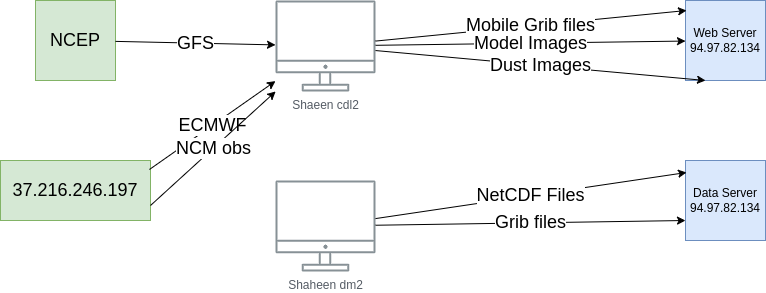 NCEP
GFS
Mobile Grib files
Model Images
Dust Images
Web Server
94.97.82.134
Shaeen cdl2
ECMWF
NCM obs
37.216.246.197
NetCDF Files
Grib files
Data Server
94.97.82.134
Shaheen dm2